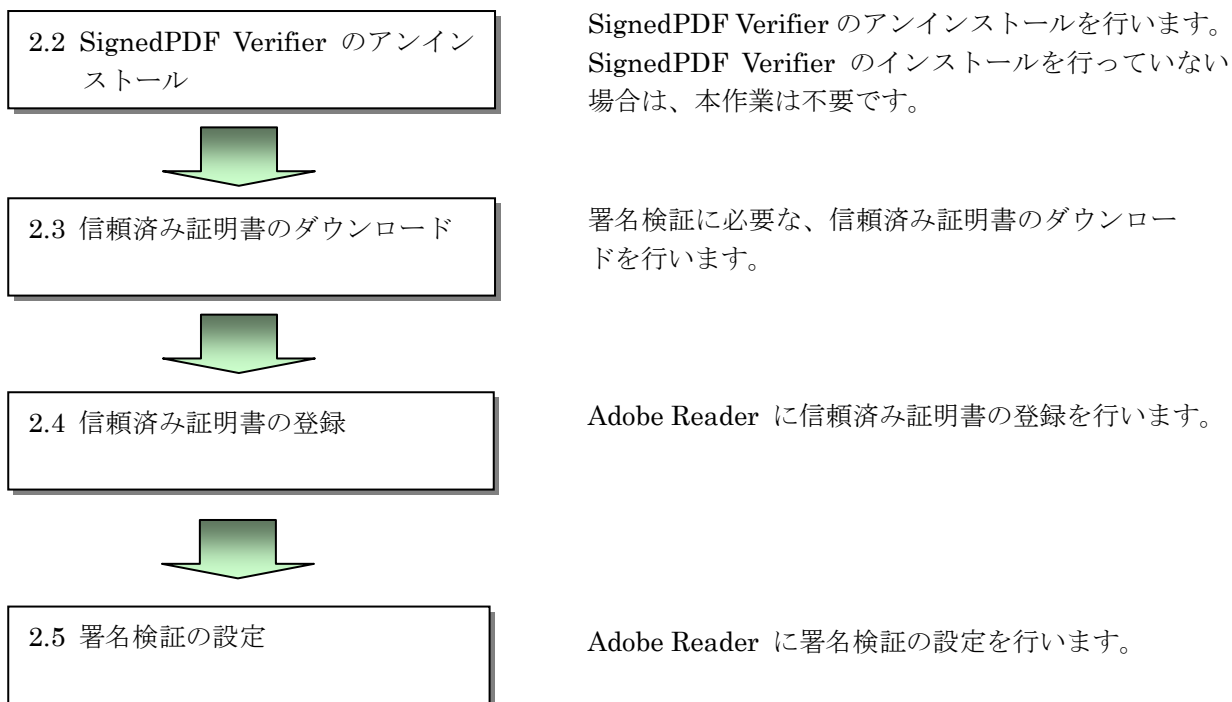 2.2 SignedPDF Verifier のアンイン
ストール
SignedPDF Verifier のアンインストールを行います。
SignedPDF Verifier のインストールを行っていない
場合は、本作業は不要です。
2.3 信頼済み証明書のダウンロード
署名検証に必要な、信頼済み証明書のダウンロー
ドを行います。
2.4 信頼済み証明書の登録
Adobe Reader に信頼済み証明書の登録を行います。
2.5 署名検証の設定
Adobe Reader に署名検証の設定を行います。